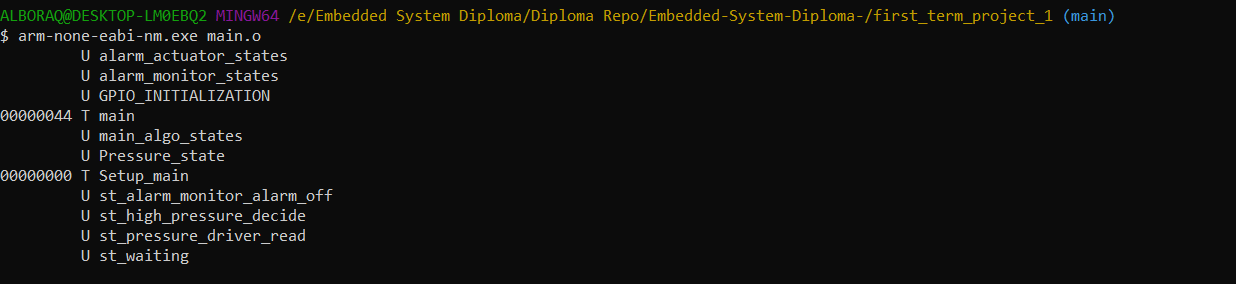 ALBORAQ@DESKTOP-LM0EBQ2 MINGW64 /e/Embedded System Diploma/Diploma Repo/Embedded-System-Diploma-/first_term_project_1 (main)
$ arm-none-eabi-nm.exe main.o
         U alarm_actuator_states
         U alarm_monitor_states
         U GPIO_INITIALIZATION
00000044 T main
         U main_algo_states
         U Pressure_state
00000000 T Setup_main
         U st_alarm_monitor_alarm_off
         U st_high_pressure_decide
         U st_pressure_driver_read
         U st_waiting